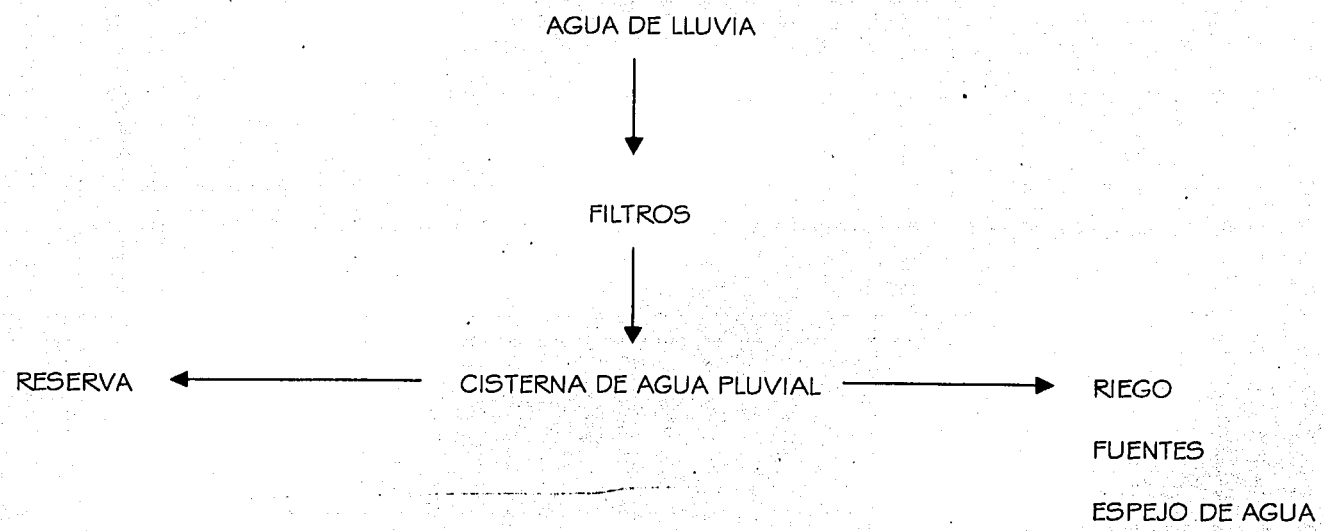 AGUA DE LLUVIA
FILTROS
RESERVA
CISTERNA DE AGUA PLUVIAL
RIEGO
FUENTES
ESPEJO DE AGUA